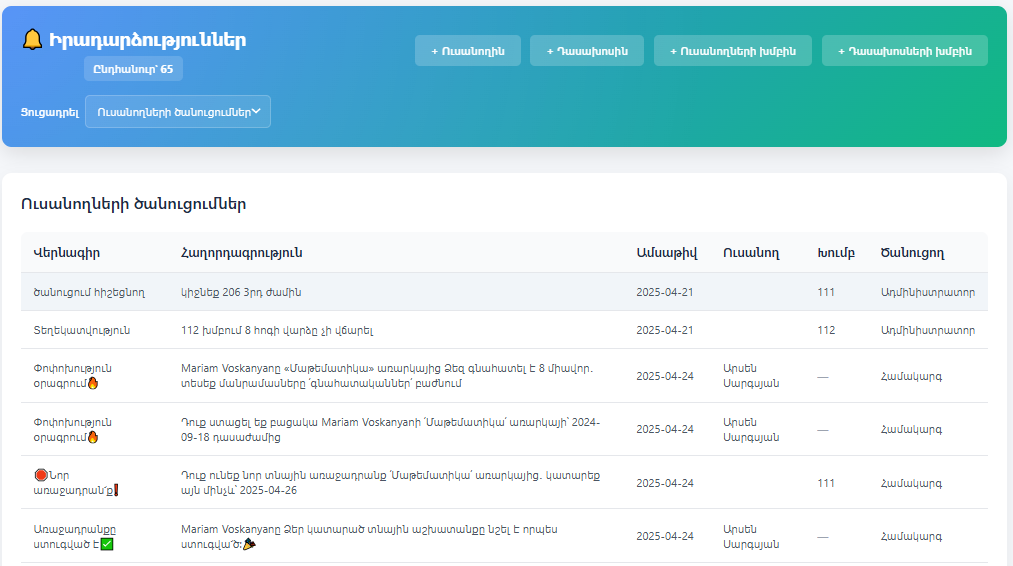 🔔 Իրադարձություններ
Ընդհանուր՝ 65
+ Ուսանողին
+ Դասախոսին
+ Ուսանողների խմբին
+ Դասախոսների խմբին
Ցուցադրել
Ուսանողների ծանուցումներ
Ուսանողների ծանուցումներ
Վերնագիր Հաղորդագրություն Ամսաթիվ Ուսանող Խումբ Ծանուցող
ծանուցում հիշեցնող կիջնեք 206 3րդ ժամին 2025-04-21 111 Ադմինիստրատոր
Տեղեկատվություն 112 խմբում 8 հոգի վարձը չի վճարել 2025-04-21 112 Ադմինիստրատոր
Փոփոխություն
օրագրում🔥
Mariam Voskanyanը «Մաթեմատիկա» առարկայից Ձեզ գնահատել է 8 միավոր.
տեսեք մանրամասները ՛գնահատականներ՛ բաժնում
2025-04-24
Արսեն
Սարգսյան
—
Համակարգ
Փոփոխություն
օրագրում🔥
Դուք ստացել եք բացակա Mariam Voskanyanի ՛Մաթեմատիկա՛ առարկայի՝ 2024-
09-18 դասաժամից
2025-04-24
Արսեն
Սարգսյան
—
Համակարգ
🛑Նոր
առաջադրան՜ք❗
Դուք ունեք նոր տնային առաջադրանք ՛Մաթեմատիկա՛ առարկայից. կատարեք
այն մինչև՝ 2025-04-26
2025-04-24
111
Համակարգ
Առաջադրանքը
ստուգված է✅
Mariam Voskanyanը Ձեր կատարած տնային աշխատանքը նշել է որպես
ստուգվա՜ծ:🎉
2025-04-24
Արսեն
Սարգսյան
—
Համակարգ